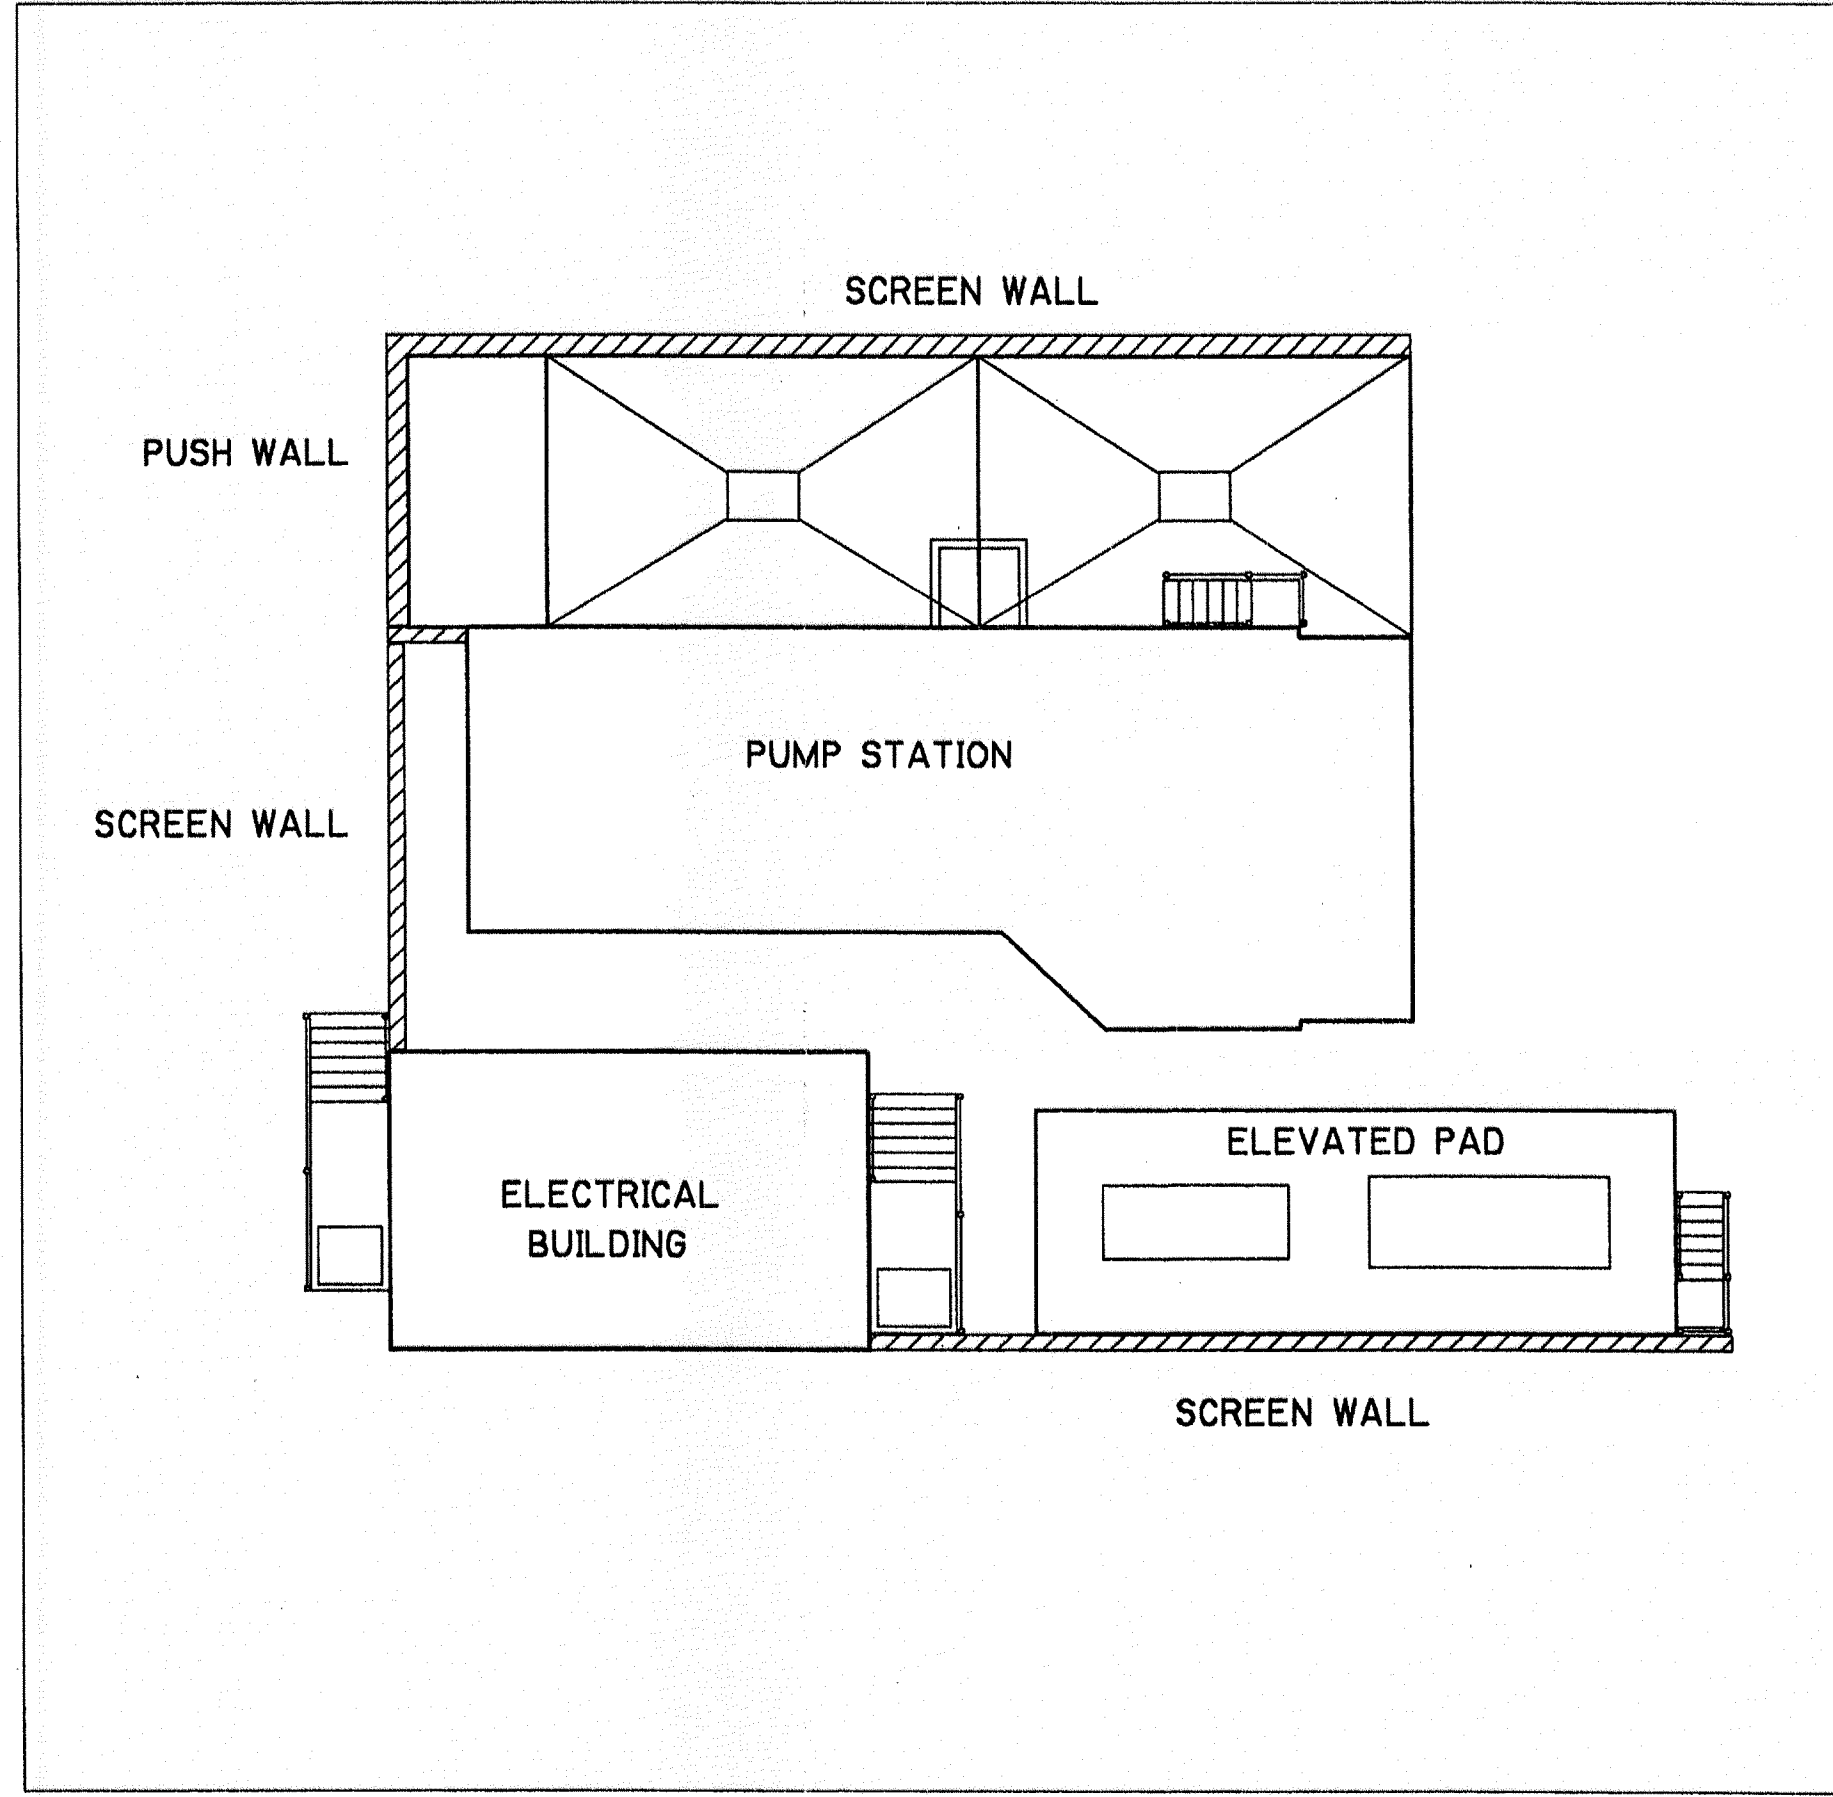 SCREEN WALL
PUSH WALL
PUMP STATION
SCREEN WALL
ELEVATED PAD
ELECTRICAL
BUILDING
SCREEN WALL